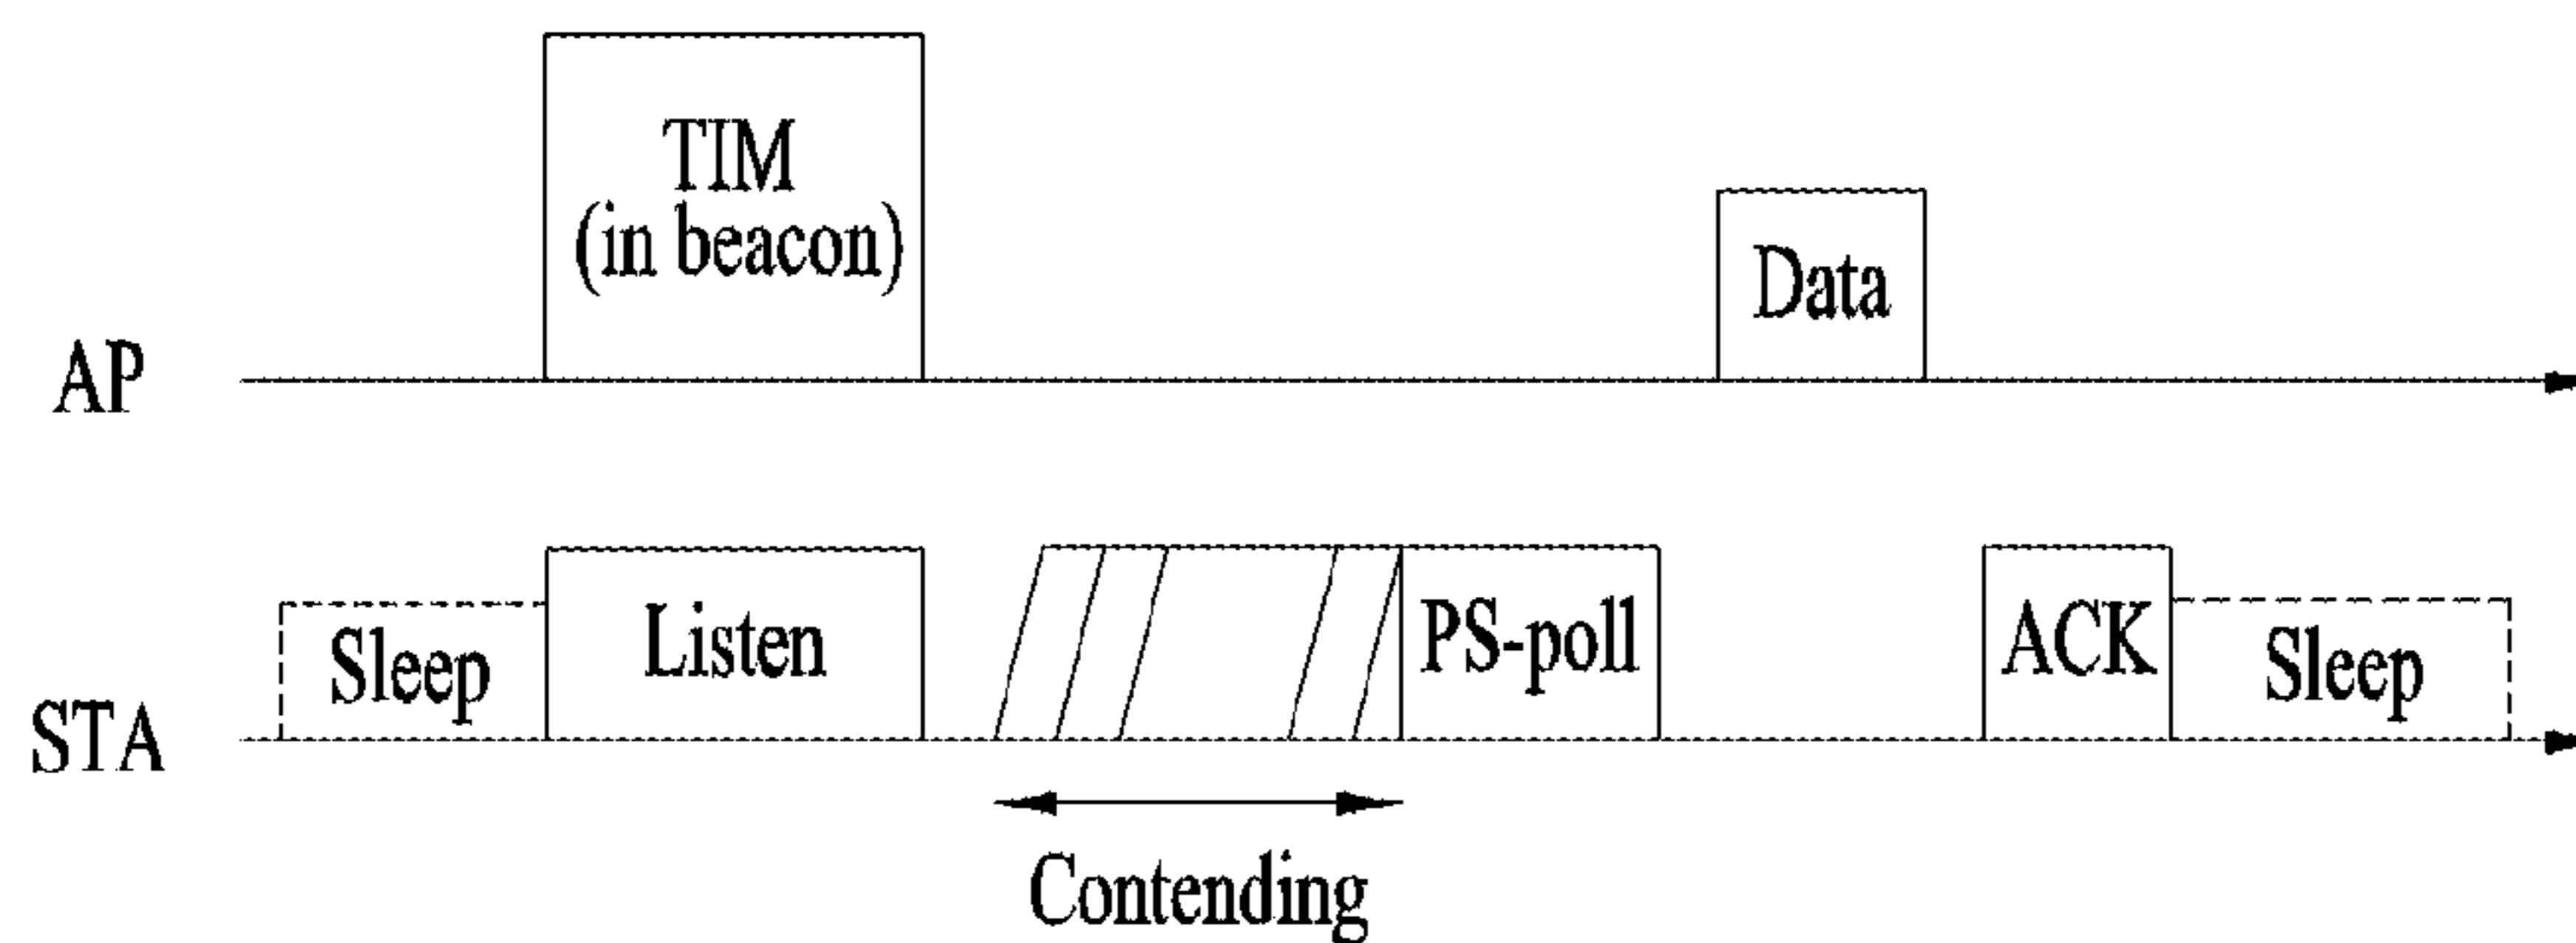 TIM
(in beacon)
Data
AP
Sleep
Listen
PS-poll
ACK
Sleep
STA
Contending